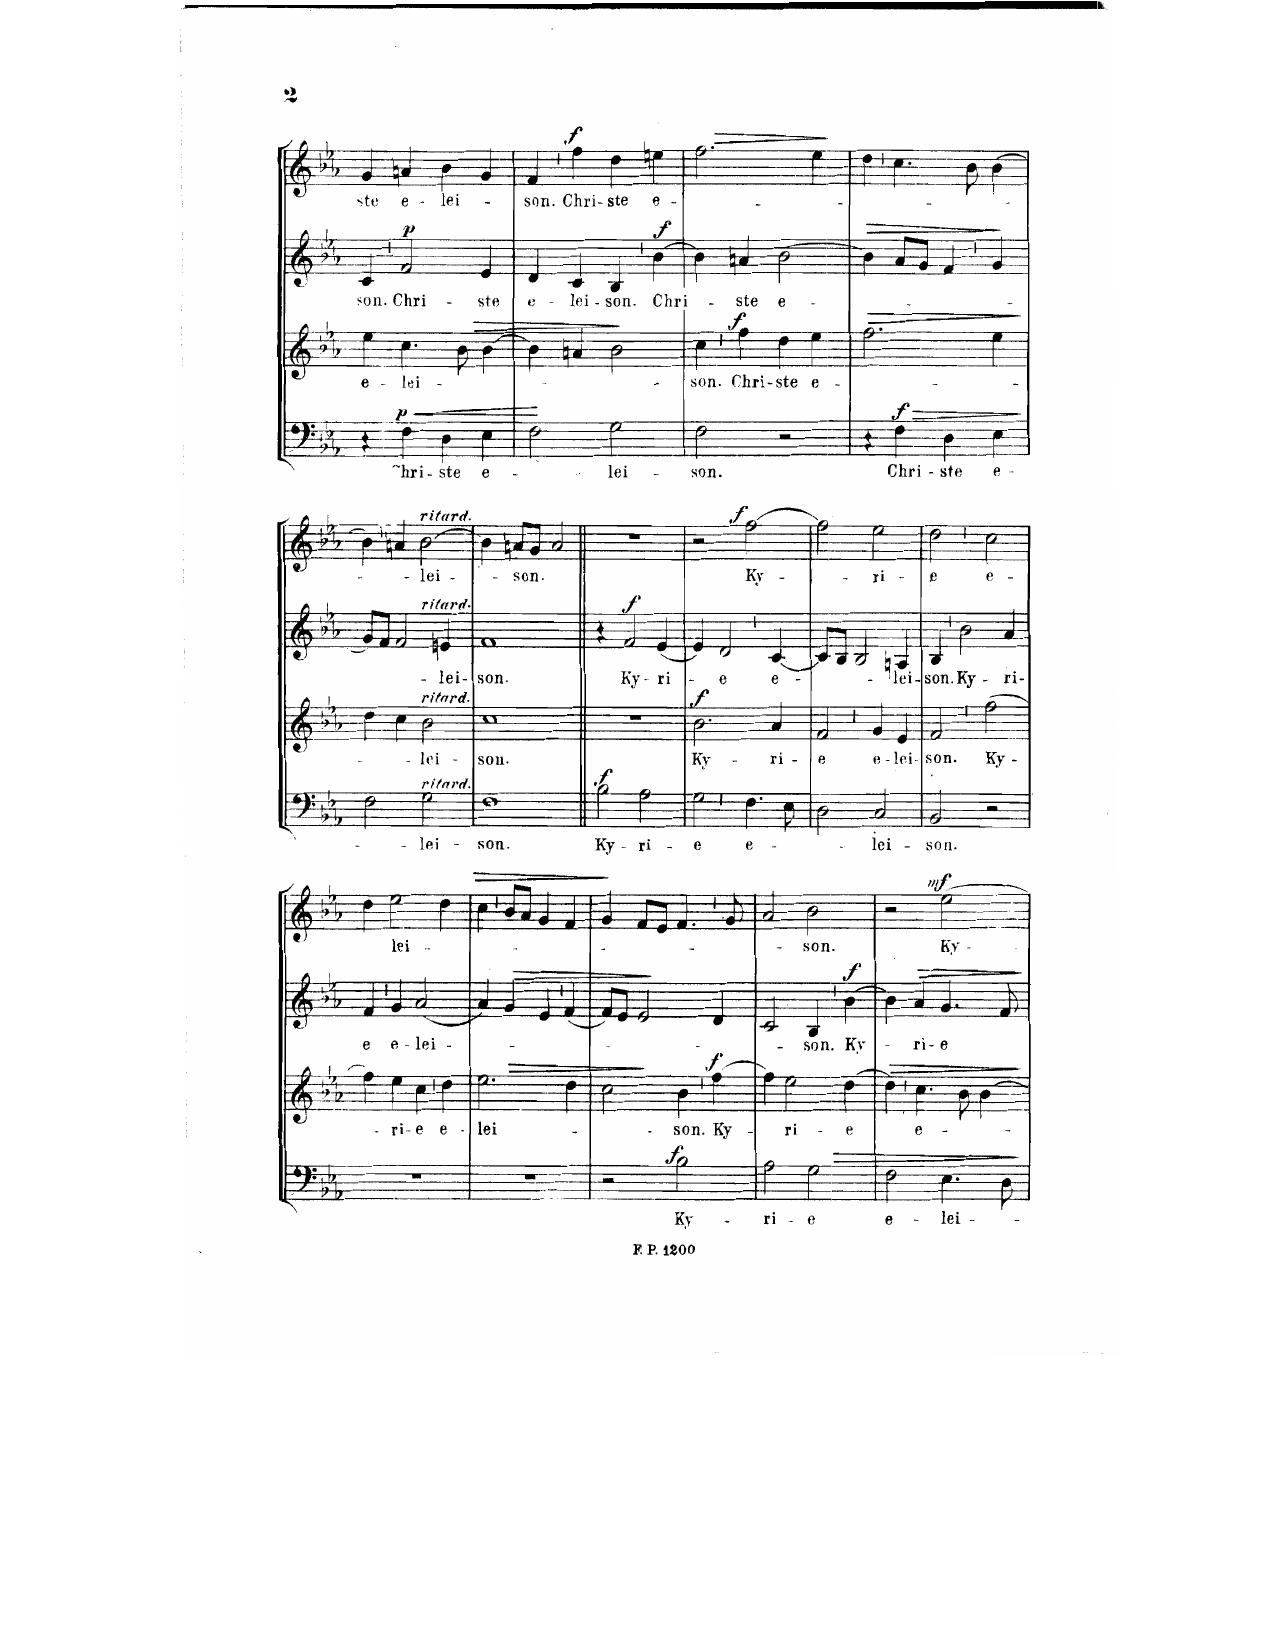 2
f
ste e - lei - son. Chri - ste e -
p f
son. Chri - ste e - lei - son. Chri - ste e -
f
e - lei - son. Chri - ste e -
p f
hri - ste e - lei - son. Chri - ste e -
ritard. f
lei - son. Ky - ri - e e -
ritard. f
lei - son. Ky - ri - e e - lei - son. Ky - ri -
ritard. f
lei - son. Ky - ri - e e - lei - son. Ky -
ritard. f
lei - son. Ky - ri - e e - lei - son.
mf
lei - son. Ky -
f
e e - lei - son. Ky - ri - e
f
ri - e e - lei - son. Ky - ri - e e -
f
Ky - ri - e e - lei -
F. P. 1200